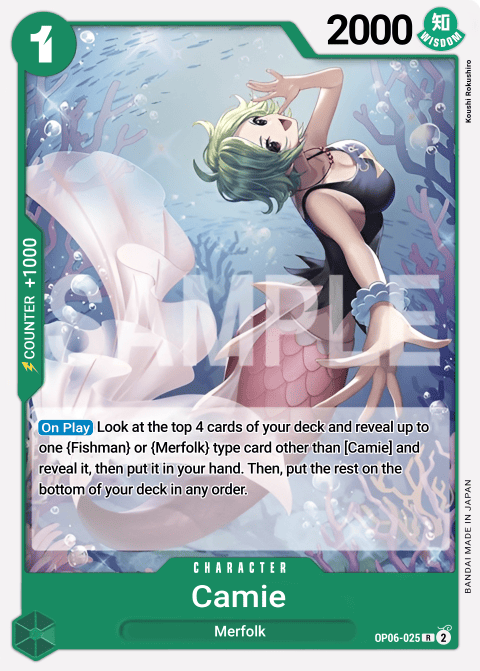 1
2000
知
WISDOM
Koushi Rokushiro
COUNTER +1000
SAMPLE
On Play Look at the top 4 cards of your deck and reveal up to
one {Fishman} or {Merfolk} type card other than [Camie] and
reveal it, then put it in your hand. Then, put the rest on the
bottom of your deck in any order.
BANDAI MADE IN JAPAN
CHARACTER
Camie
Merfolk
OP06-025 R 2